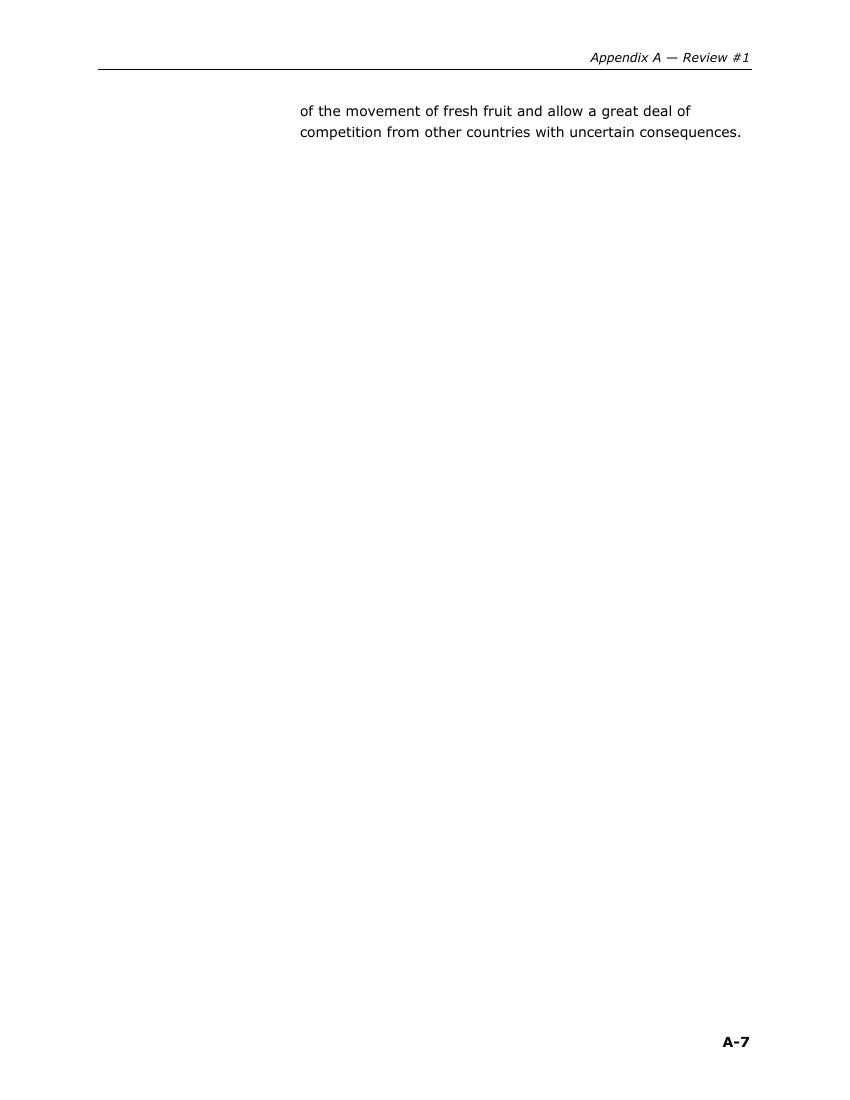 Appendix A — Review #1
of the movement of fresh fruit and allow a great deal of
competition from other countries with uncertain consequences.
A-7